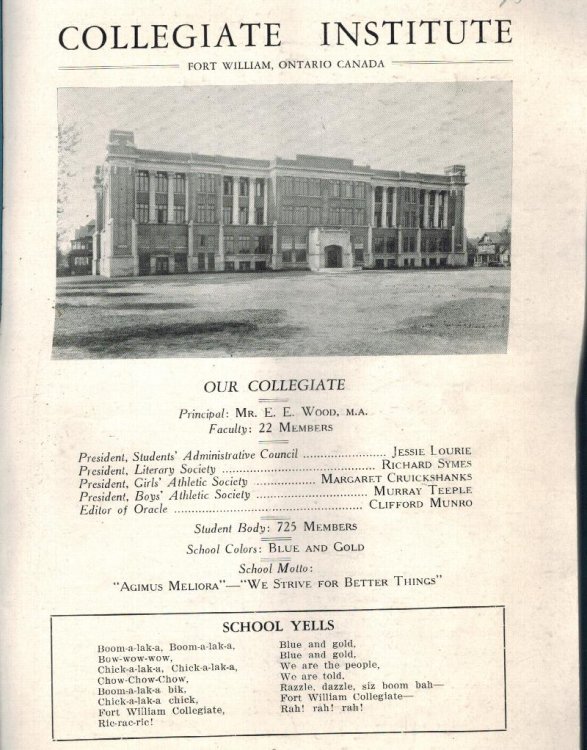 COLLEGIATE INSTITUTE
FORT WILLIAM, ONTARIO CANADA
OUR COLLEGIATE
Principal: MR. E. E. WOOD, M.A.
Faculty: 22 MEMBERS
President, Students' Administrative Council ........................ JESSIE LOURIE
President, Literary Society ............................................ RICHARD SYMES
President, Girls' Athletic Society .......................... MARGARET CRUICKSHANKS
President, Boys' Athletic Society ................................ MURRAY TEEPLE
Editor of Oracle .......................................................... CLIFFORD MUNRO
Student Body: 725 MEMBERS
School Colors: BLUE AND GOLD
School Motto:
"AGIMUS MELIORA"—"WE STRIVE FOR BETTER THINGS"
SCHOOL YELLS
Boom-a-lak-a, Boom-a-lak-a,
Bow-wow-wow,
Chick-a-lak-a, Chick-a-lak-a,
Chow-Chow-Chow,
Boom-a-lak-a bik,
Chick-a-lak-a chick,
Fort William Collegiate,
Ric-rac-ric!
Blue and gold,
Blue and gold,
We are the people,
We are told.
Razzle, dazzle, siz boom bah—
Fort William Collegiate—
Rah! rah! rah!